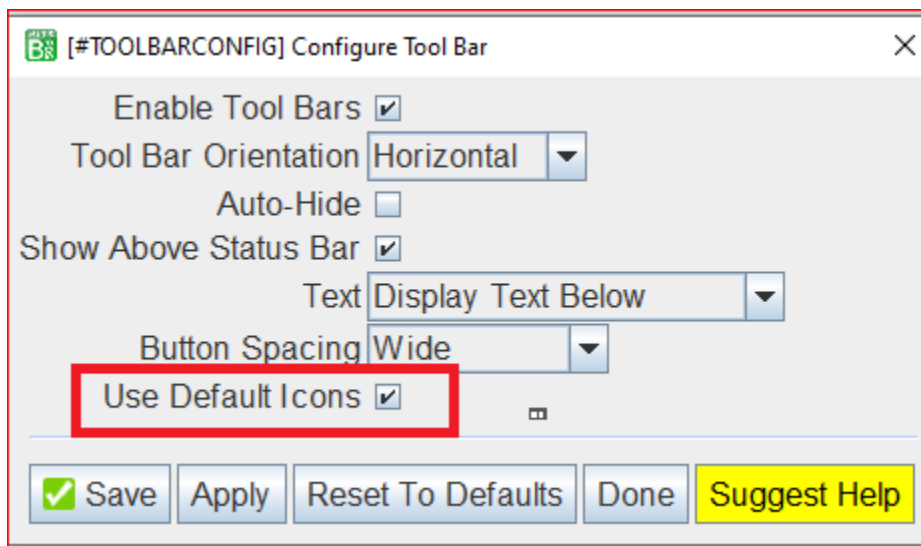 [#TOOLBARCONFIG] Configure Tool Bar
Enable Tool Bars
Tool Bar Orientation Horizontal
Auto-Hide
Show Above Status Bar
Text Display Text Below
Button Spacing Wide
Use Default Icons
Save Apply Reset To Defaults Done Suggest Help